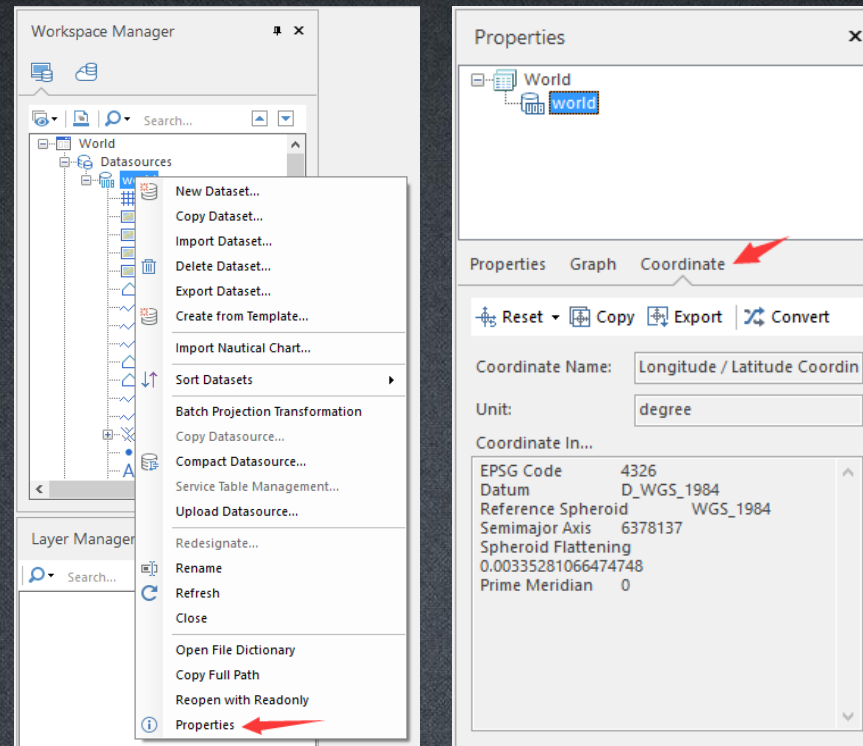 Workspace Manager
Search...
World
Datasources
New Dataset...
Copy Dataset...
Import Dataset...
Delete Dataset...
Export Dataset...
Create from Template...
Import Nautical Chart...
Sort Datasets
Batch Projection Transformation
Copy Datasource...
Compact Datasource...
Service Table Management...
Upload Datasource...
Redesignate...
Rename
Refresh
Close
Open File Dictionary
Copy Full Path
Reopen with Readonly
Properties
Layer Manager
Search...
Properties
World
world
Properties Graph Coordinate
Reset Copy Export Convert
Coordinate Name: Longitude / Latitude Coordin
Unit: degree
Coordinate In...
EPSG Code 4326
Datum D_WGS_1984
Reference Spheroid WGS_1984
Semimajor Axis 6378137
Spheroid Flattening
0.00335281066474748
Prime Meridian 0